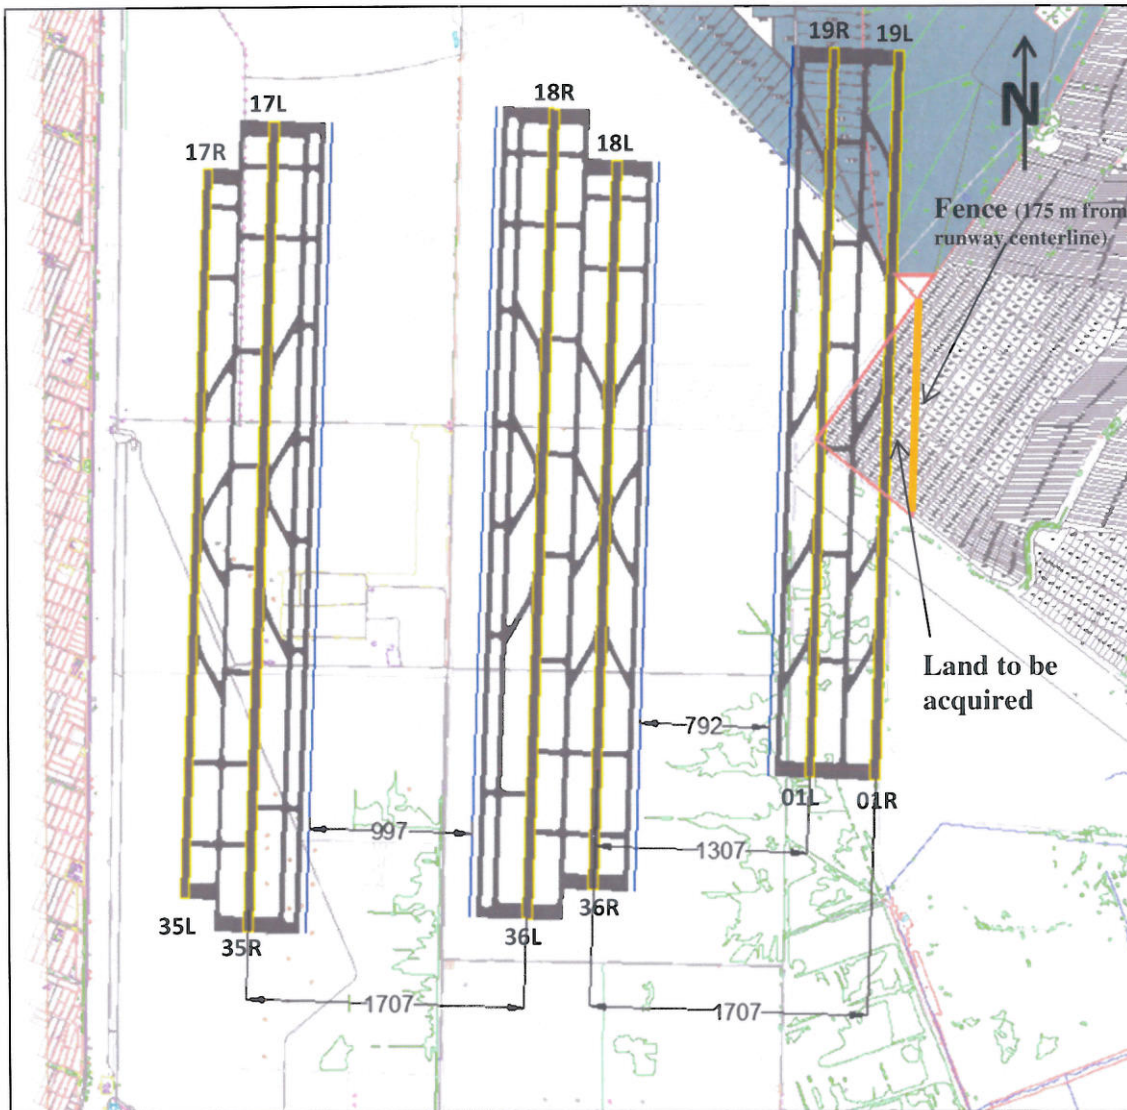 19R
19L
17L
18R
N
17R
18L
Fence (175 m from
runway centerline)
Land to be
acquired
792
01L
01R
997
1307
35L
36R
35R
36L
1707
1707